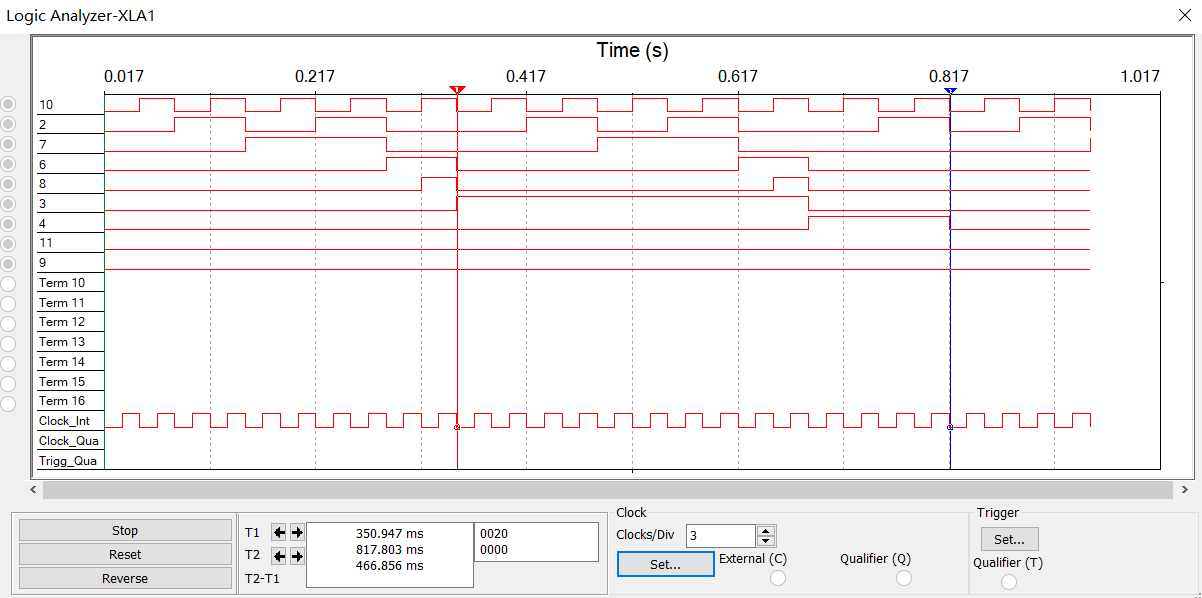 Logic Analyzer-XLA1
Time (s)
0.017 0.217 0.417 0.617 0.817 1.017
10
2
7
6
8
3
4
11
9
Term 10
Term 11
Term 12
Term 13
Term 14
Term 15
Term 16
Clock_Int
Clock_Qua
Trigg_Qua
Stop
Reset
Reverse
T1
T2
T2-T1
350.947 ms
817.803 ms
466.856 ms
0020
0000
Clock
Clocks/Div 3
Set...
External (C)
Qualifier (Q)
Trigger
Set...
Qualifier (T)